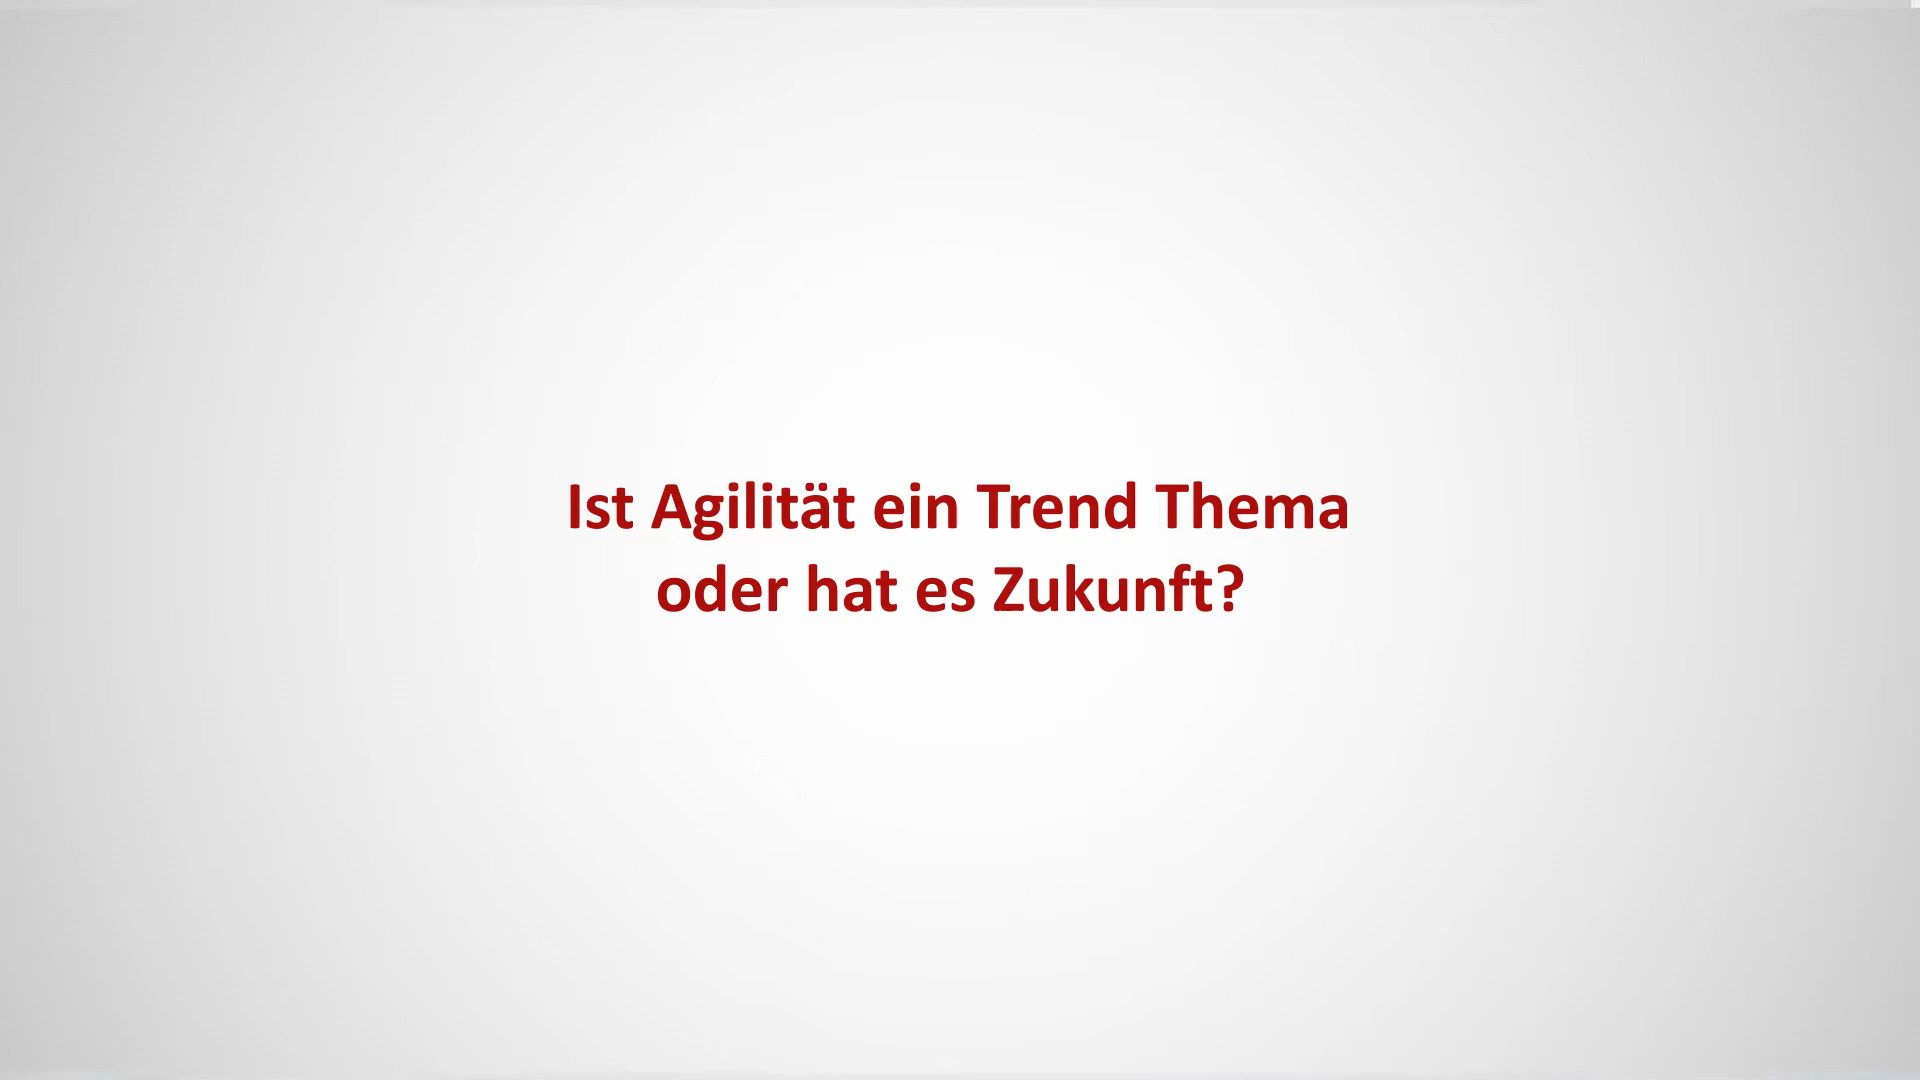 Ist Agilität ein Trend Thema
oder hat es Zukunft?